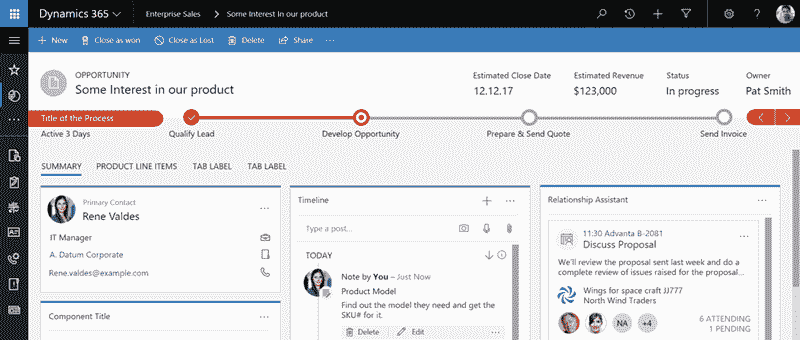 Dynamics 365
Enterprise Sales > Some Interest in our product
+ New Close as won Close as Lost Delete Share ...
OPPORTUNITY
Some Interest in our product
Estimated Close Date
12.12.17
Estimated Revenue
$123,000
Status
In progress
Owner
Pat Smith
Title of the Process
Active 3 Days
Qualify Lead
Develop Opportunity
Prepare & Send Quote
Send Invoice
SUMMARY PRODUCT LINE ITEMS TAB LABEL TAB LABEL
Primary Contact
Rene Valdes
IT Manager
A. Datum Corporate
Rene.valdes@example.com
Component Title
Timeline
Type a post...
TODAY
Note by You – Just Now
Product Model
Find out the model they need and get the
SKU# for it.
Delete Edit ...
Relationship Assistant
11:30 Advanta B-2081
Discuss Proposal
We'll review the proposal sent last week and do a
complete review of issues raised for the proposal...
Wings for space craft JJ777
North Wind Traders
NA +4
6 ATTENDING
1 PENDING